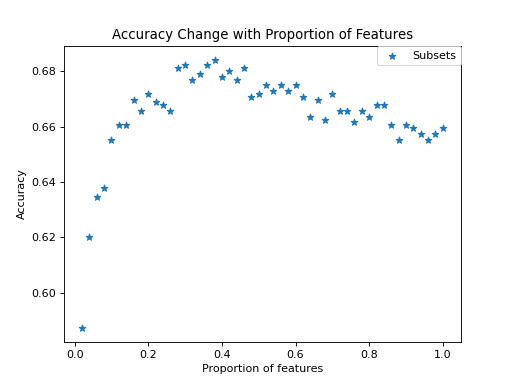 Accuracy Change with Proportion of Features
Subsets
Accuracy
0.68
0.66
0.64
0.62
0.60
0.0 0.2 0.4 0.6 0.8 1.0
Proportion of features